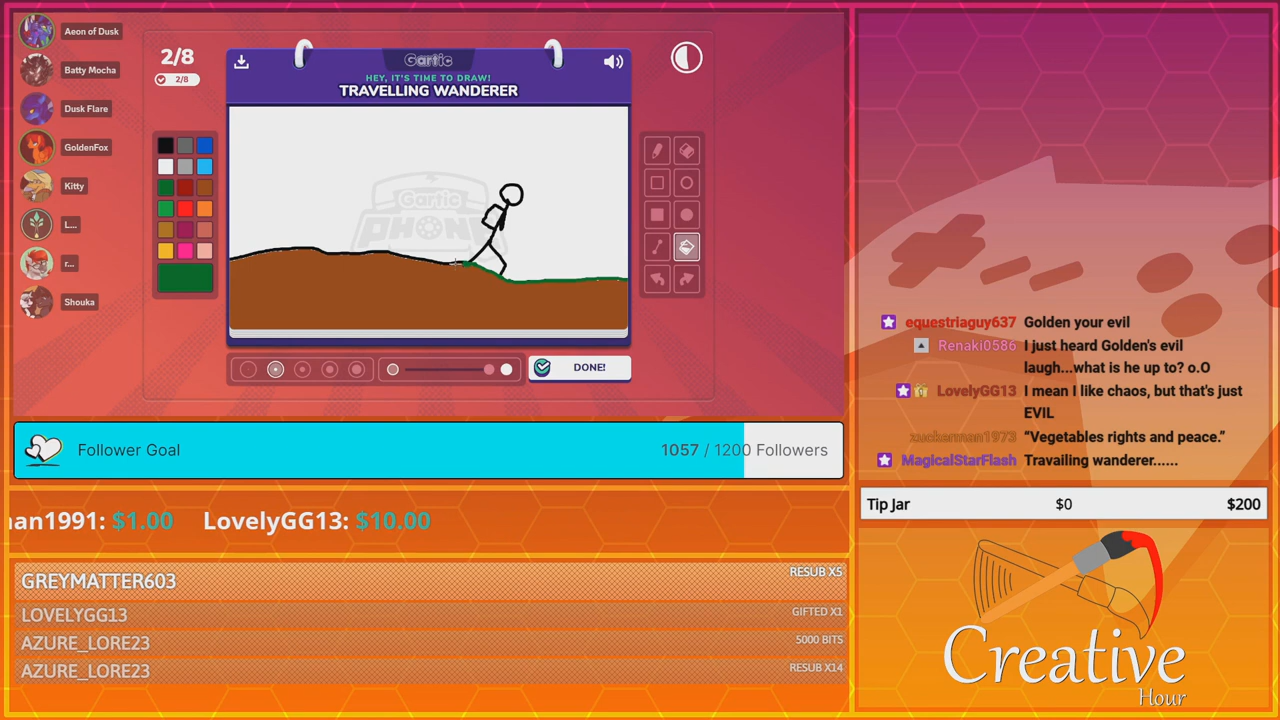 Aeon of Dusk
Batty Mocha
Dusk Flare
GoldenFox
Kitty
L...
r...
Shouka
2/8
2/8
Gartic
HEY, IT'S TIME TO DRAW!
TRAVELLING WANDERER
Gartic
PHONE
DONE!
Follower Goal
1057 / 1200 Followers
nan1991: $1.00 LovelyGG13: $10.00
GREYMATTER603 RESUB X5
LOVELYGG13 GIFTED X1
AZURE_LORE23 5000 BITS
AZURE_LORE23 RESUB X14
equestriaguy637 Golden your evil
Renaki0586 I just heard Golden's evil
laugh...what is he up to? o.O
LovelyGG13 I mean I like chaos, but that's just
EVIL
zuckerman1973 “Vegetables rights and peace.”
MagicalStarFlash Travailing wanderer......
Tip Jar $0 $200
Creative
Hour